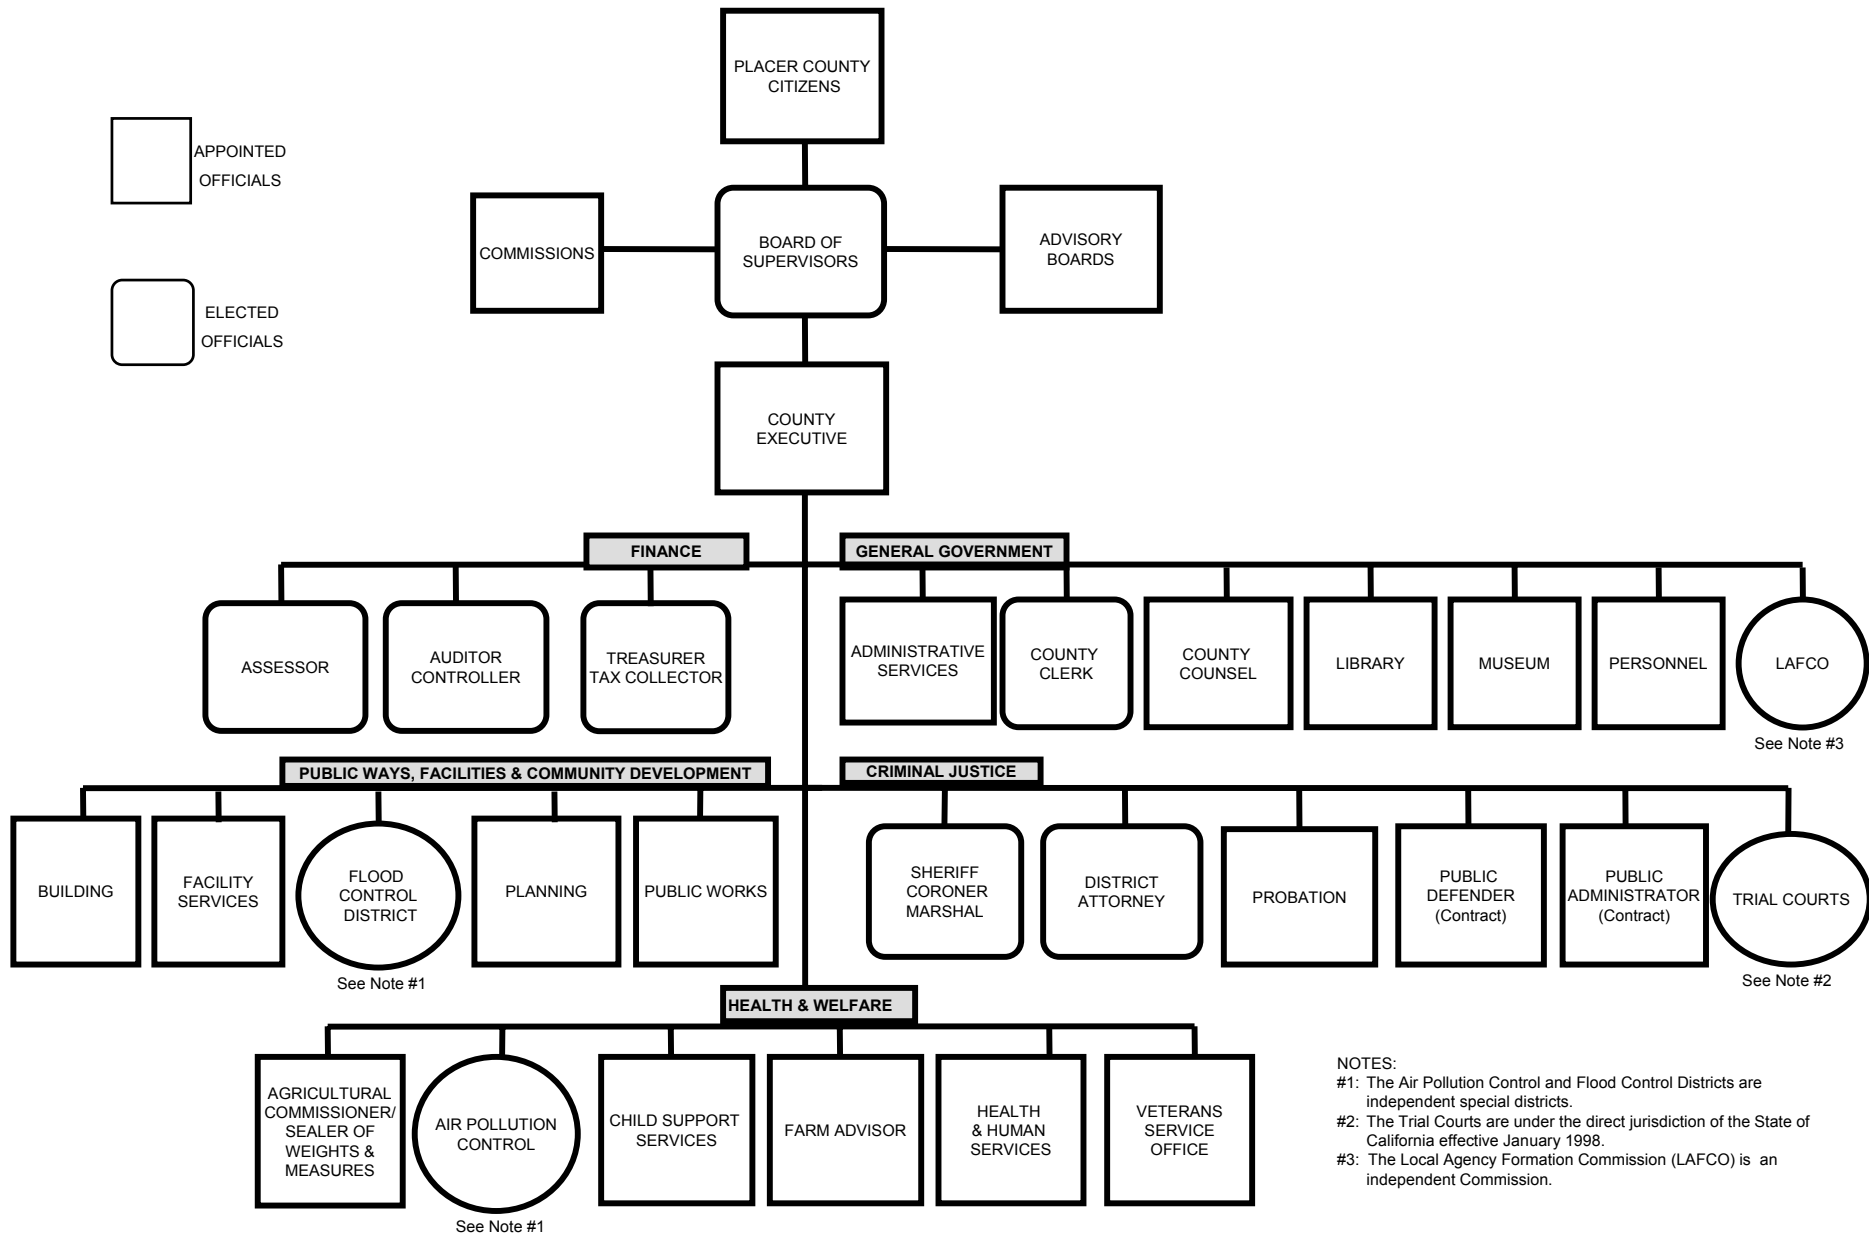 PLACER COUNTY
CITIZENS
APPOINTED
OFFICIALS
ELECTED
OFFICIALS
COMMISSIONS
BOARD OF
SUPERVISORS
ADVISORY
BOARDS
COUNTY
EXECUTIVE
FINANCE
GENERAL GOVERNMENT
ASSESSOR
AUDITOR
CONTROLLER
TREASURER
TAX COLLECTOR
ADMINISTRATIVE
SERVICES
COUNTY
CLERK
COUNTY
COUNSEL
LIBRARY
MUSEUM
PERSONNEL
LAFCO
See Note #3
PUBLIC WAYS, FACILITIES & COMMUNITY DEVELOPMENT
CRIMINAL JUSTICE
BUILDING
FACILITY
SERVICES
FLOOD
CONTROL
DISTRICT
See Note #1
PLANNING
PUBLIC WORKS
SHERIFF
CORONER
MARSHAL
DISTRICT
ATTORNEY
PROBATION
PUBLIC
DEFENDER
(Contract)
PUBLIC
ADMINISTRATOR
(Contract)
TRIAL COURTS
See Note #2
HEALTH & WELFARE
AGRICULTURAL
COMMISSIONER/
SEALER OF
WEIGHTS &
MEASURES
AIR POLLUTION
CONTROL
See Note #1
CHILD SUPPORT
SERVICES
FARM ADVISOR
HEALTH
& HUMAN
SERVICES
VETERANS
SERVICE
OFFICE
NOTES:
#1: The Air Pollution Control and Flood Control Districts are
independent special districts.
#2: The Trial Courts are under the direct jurisdiction of the State of
California effective January 1998.
#3: The Local Agency Formation Commission (LAFCO) is an
independent Commission.